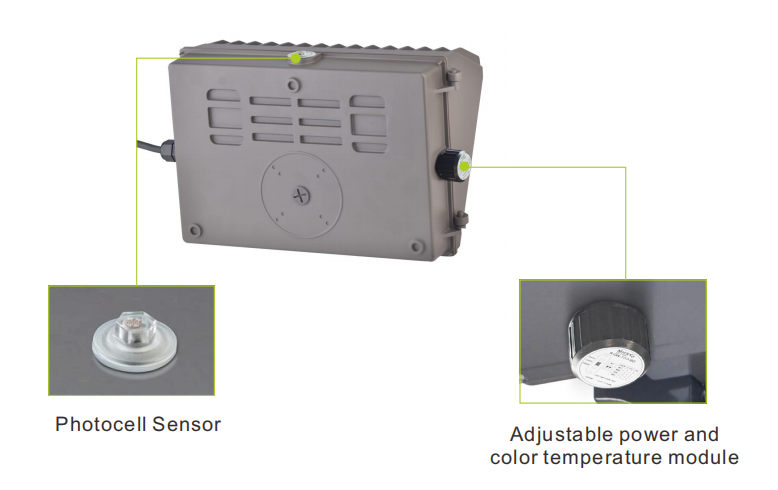 Photocell Sensor
Adjustable power and
color temperature module